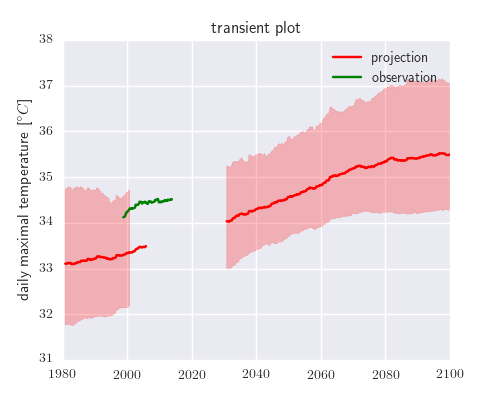 transient plot
38
37
36
35
34
33
32
31
daily maximal temperature [°C]
projection
observation
1980 2000 2020 2040 2060 2080 2100